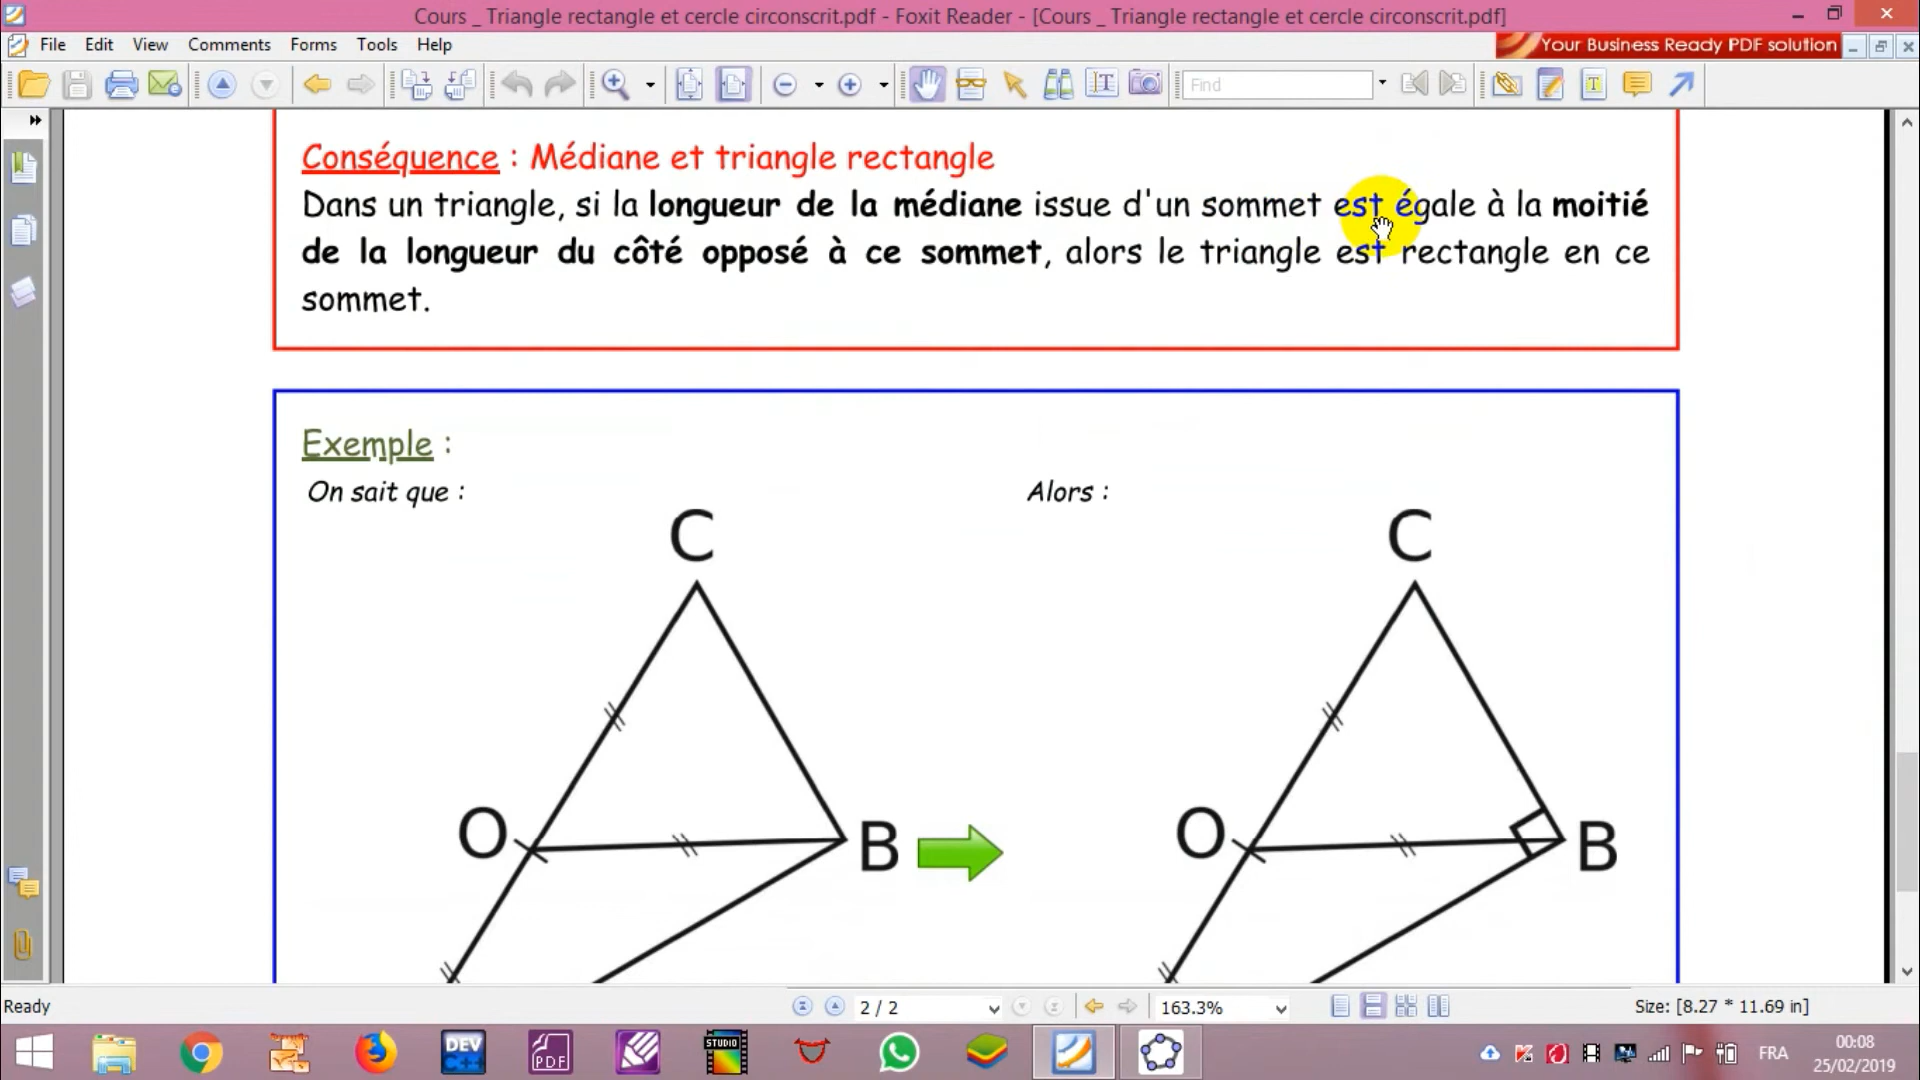 Cours _ Triangle rectangle et cercle circonscrit.pdf - Foxit Reader - [Cours _ Triangle rectangle et cercle circonscrit.pdf]
File Edit View Comments Forms Tools Help
Your Business Ready PDF solution
Find
Conséquence : Médiane et triangle rectangle
Dans un triangle, si la longueur de la médiane issue d'un sommet est égale à la moitié
de la longueur du côté opposé à ce sommet, alors le triangle est rectangle en ce
sommet.
Exemple :
On sait que : Alors :
C C
O B O B
Ready 2 / 2 163.3% Size: [8.27 * 11.69 in]
DEV C++ PDF STUDIO
FRA
00:08
25/02/2019